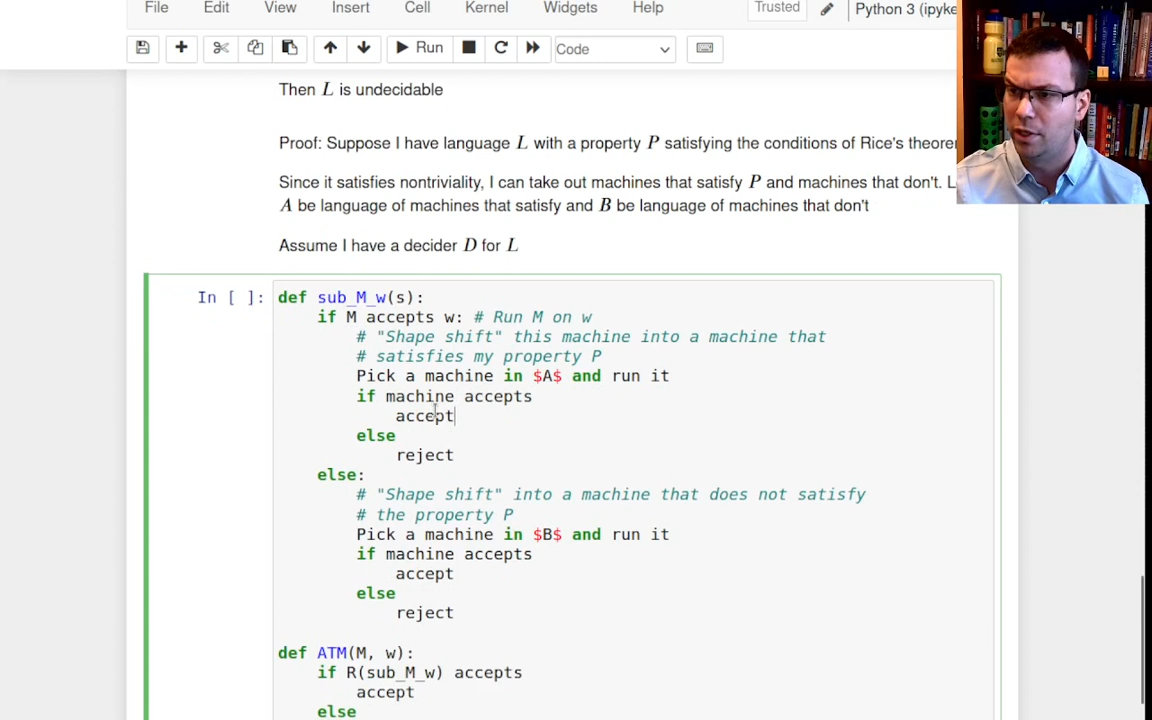 File Edit View Insert Cell Kernel Widgets Help Trusted Python 3 (ipyke
Run Code
Then L is undecidable
Proof: Suppose I have language L with a property P satisfying the conditions of Rice's theore
Since it satisfies nontriviality, I can take out machines that satisfy P and machines that don't. L
A be language of machines that satisfy and B be language of machines that don't
Assume I have a decider D for L
In [ ]: def sub_M_w(s):
if M accepts w: # Run M on w
# "Shape shift" this machine into a machine that
# satisfies my property P
Pick a machine in $A$ and run it
if machine accepts
accept
else
reject
else:
# "Shape shift" into a machine that does not satisfy
# the property P
Pick a machine in $B$ and run it
if machine accepts
accept
else
reject
def ATM(M, w):
if R(sub_M_w) accepts
accept
else